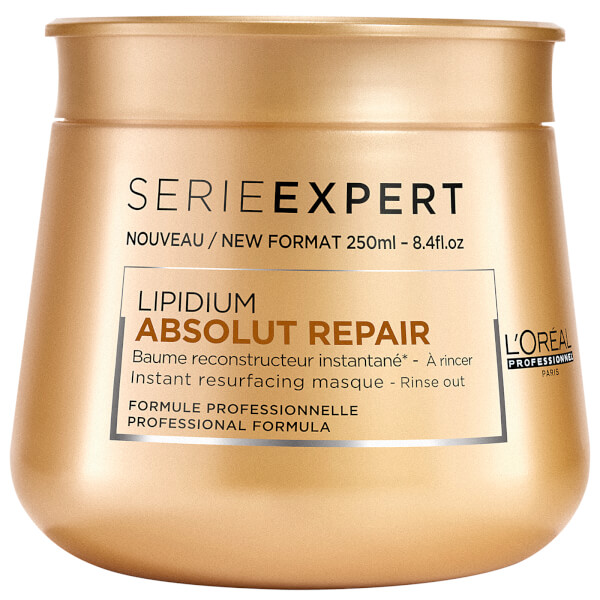 SERIEEXPERT
NOUVEAU / NEW FORMAT 250ml - 8.4fl.oz
LIPIDIUM
ABSOLUT REPAIR
Baume reconstructeur instantané* - À rincer
Instant resurfacing masque - Rinse out
FORMULE PROFESSIONNELLE
PROFESSIONAL FORMULA
L'ORÉAL
PROFESSIONNEL
PARIS